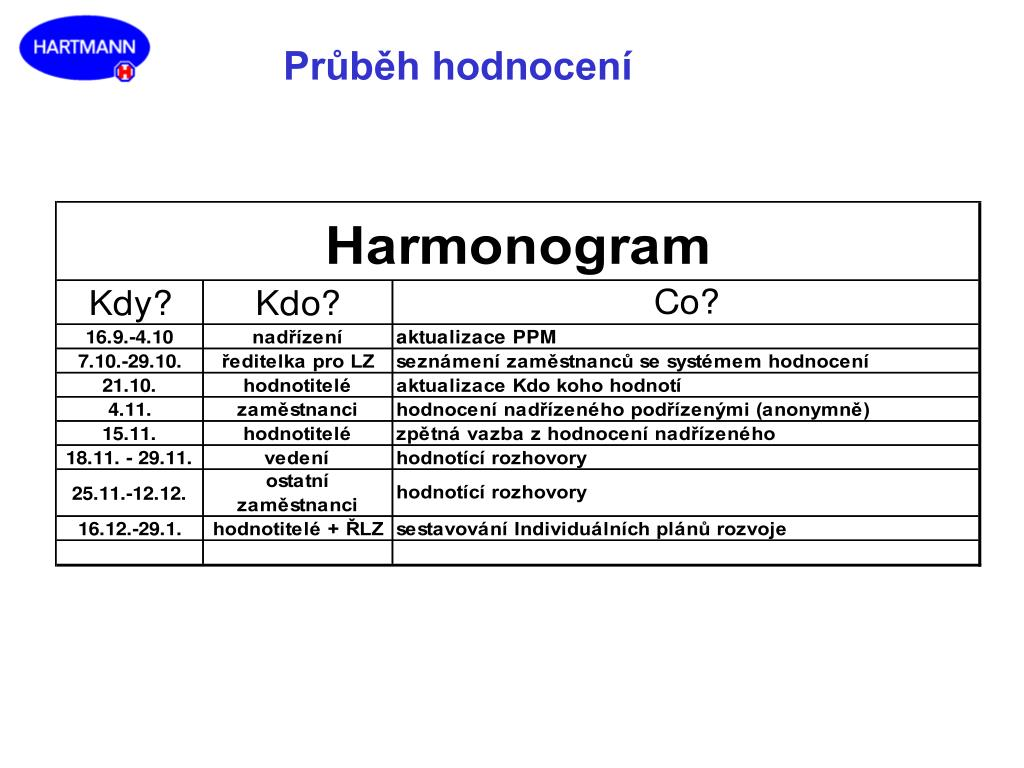 HARTMANN
H
Průběh hodnocení
Harmonogram
Kdy? Kdo? Co?
16.9.-4.10 nadřízení aktualizace PPM
7.10.-29.10. ředitelka pro LZ seznámení zaměstnanců se systémem hodnocení
21.10. hodnotitelé aktualizace Kdo koho hodnotí
4.11. zaměstnanci hodnocení nadřízeného podřízenými (anonymně)
15.11. hodnotitelé zpětná vazba z hodnocení nadřízeného
18.11. - 29.11. vedení hodnotící rozhovory
25.11.-12.12. ostatní zaměstnanci hodnotící rozhovory
16.12.-29.1. hodnotitelé + ŘLZ sestavování Individuálních plánů rozvoje